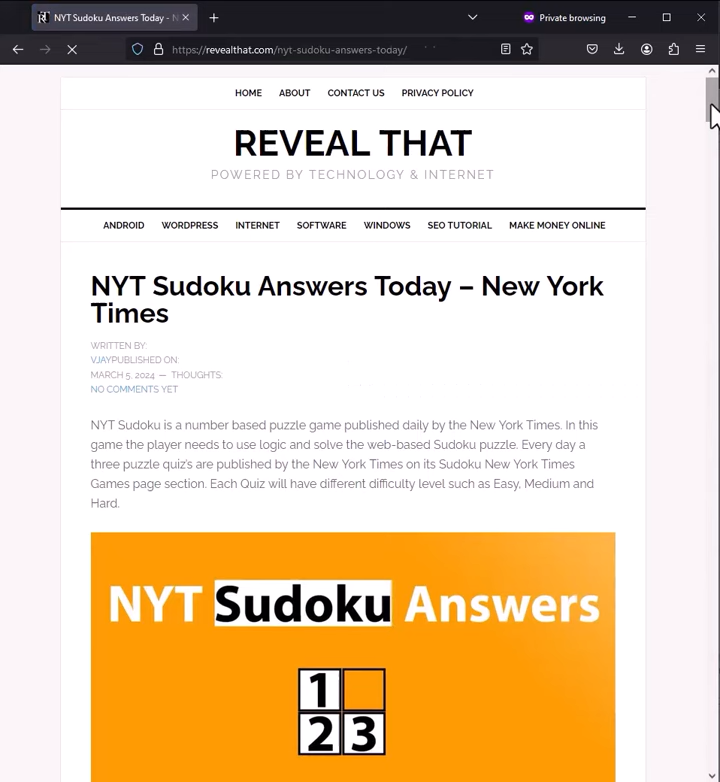 NYT Sudoku Answers Today - N
Private browsing
https://revealthat.com/nyt-sudoku-answers-today/
HOME ABOUT CONTACT US PRIVACY POLICY
REVEAL THAT
POWERED BY TECHNOLOGY & INTERNET
ANDROID WORDPRESS INTERNET SOFTWARE WINDOWS SEO TUTORIAL MAKE MONEY ONLINE
NYT Sudoku Answers Today – New York
Times
WRITTEN BY:
VJAYPUBLISHED ON:
MARCH 5, 2024 — THOUGHTS:
NO COMMENTS YET
NYT Sudoku is a number based puzzle game published daily by the New York Times. In this
game the player needs to use logic and solve the web-based Sudoku puzzle. Every day a
three puzzle quiz's are published by the New York Times on its Sudoku New York Times
Games page section. Each Quiz will have different difficulty level such as Easy, Medium and
Hard.
NYT Sudoku Answers
1
2 3